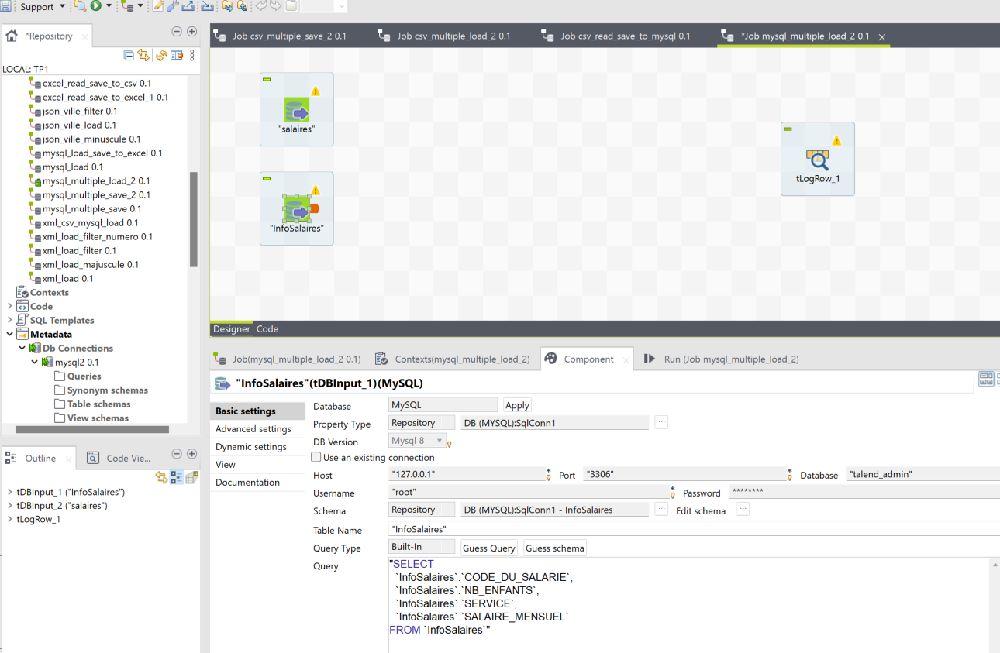 Support
*Repository
LOCAL: TP1
excel_read_save_to_csv 0.1
excel_read_save_to_excel_1 0.1
json_ville_filter 0.1
json_ville_load 0.1
json_ville_minuscule 0.1
mysql_load_save_to_excel 0.1
mysql_load 0.1
mysql_multiple_load_2 0.1
mysql_multiple_save_2 0.1
mysql_multiple_save 0.1
xml_csv_mysql_load 0.1
xml_load_filter_numero 0.1
xml_load_filter 0.1
xml_load_majuscule 0.1
xml_load 0.1
Contexts
Code
SQL Templates
Metadata
Db Connections
mysql2 0.1
Queries
Synonym schemas
Table schemas
View schemas
Outline
Code Vie...
tDBInput_1 ("InfoSalaires")
tDBInput_2 ("salaires")
tLogRow_1
Job csv_multiple_save_2 0.1
Job csv_multiple_load_2 0.1
Job csv_read_save_to_mysql 0.1
*Job mysql_multiple_load_2 0.1
"salaires"
"InfoSalaires"
tLogRow_1
Designer
Code
Job(mysql_multiple_load_2 0.1)
Contexts(mysql_multiple_load_2)
Component
Run (Job mysql_multiple_load_2)
"InfoSalaires"(tDBInput_1)(MySQL)
Basic settings
Advanced settings
Dynamic settings
View
Documentation
Database MySQL Apply
Property Type Repository DB (MYSQL):SqlConn1 ...
DB Version Mysql 8
Use an existing connection
Host "127.0.0.1" * Port "3306" * Database "talend_admin"
Username "root" * Password ********
Schema Repository DB (MYSQL):SqlConn1 - InfoSalaires ... Edit schema ...
Table Name "InfoSalaires"
Query Type Built-In Guess Query Guess schema
Query
"SELECT
`InfoSalaires`.`CODE_DU_SALARIE`,
`InfoSalaires`.`NB_ENFANTS`,
`InfoSalaires`.`SERVICE`,
`InfoSalaires`.`SALAIRE_MENSUEL`
FROM `InfoSalaires`"